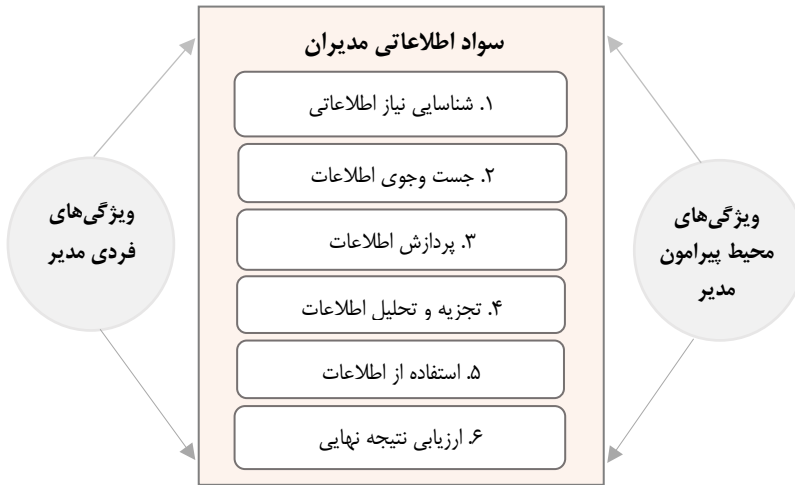 سواد اطلاعاتی مدیران
۱. شناسایی نیاز اطلاعاتی
۲. جست وجوی اطلاعات
۳. پردازش اطلاعات
۴. تجزیه و تحلیل اطلاعات
۵. استفاده از اطلاعات
۶. ارزیابی نتیجه نهایی
ویژگی‌های
محیط پیرامون
مدیر
ویژگی‌های
فردی مدیر